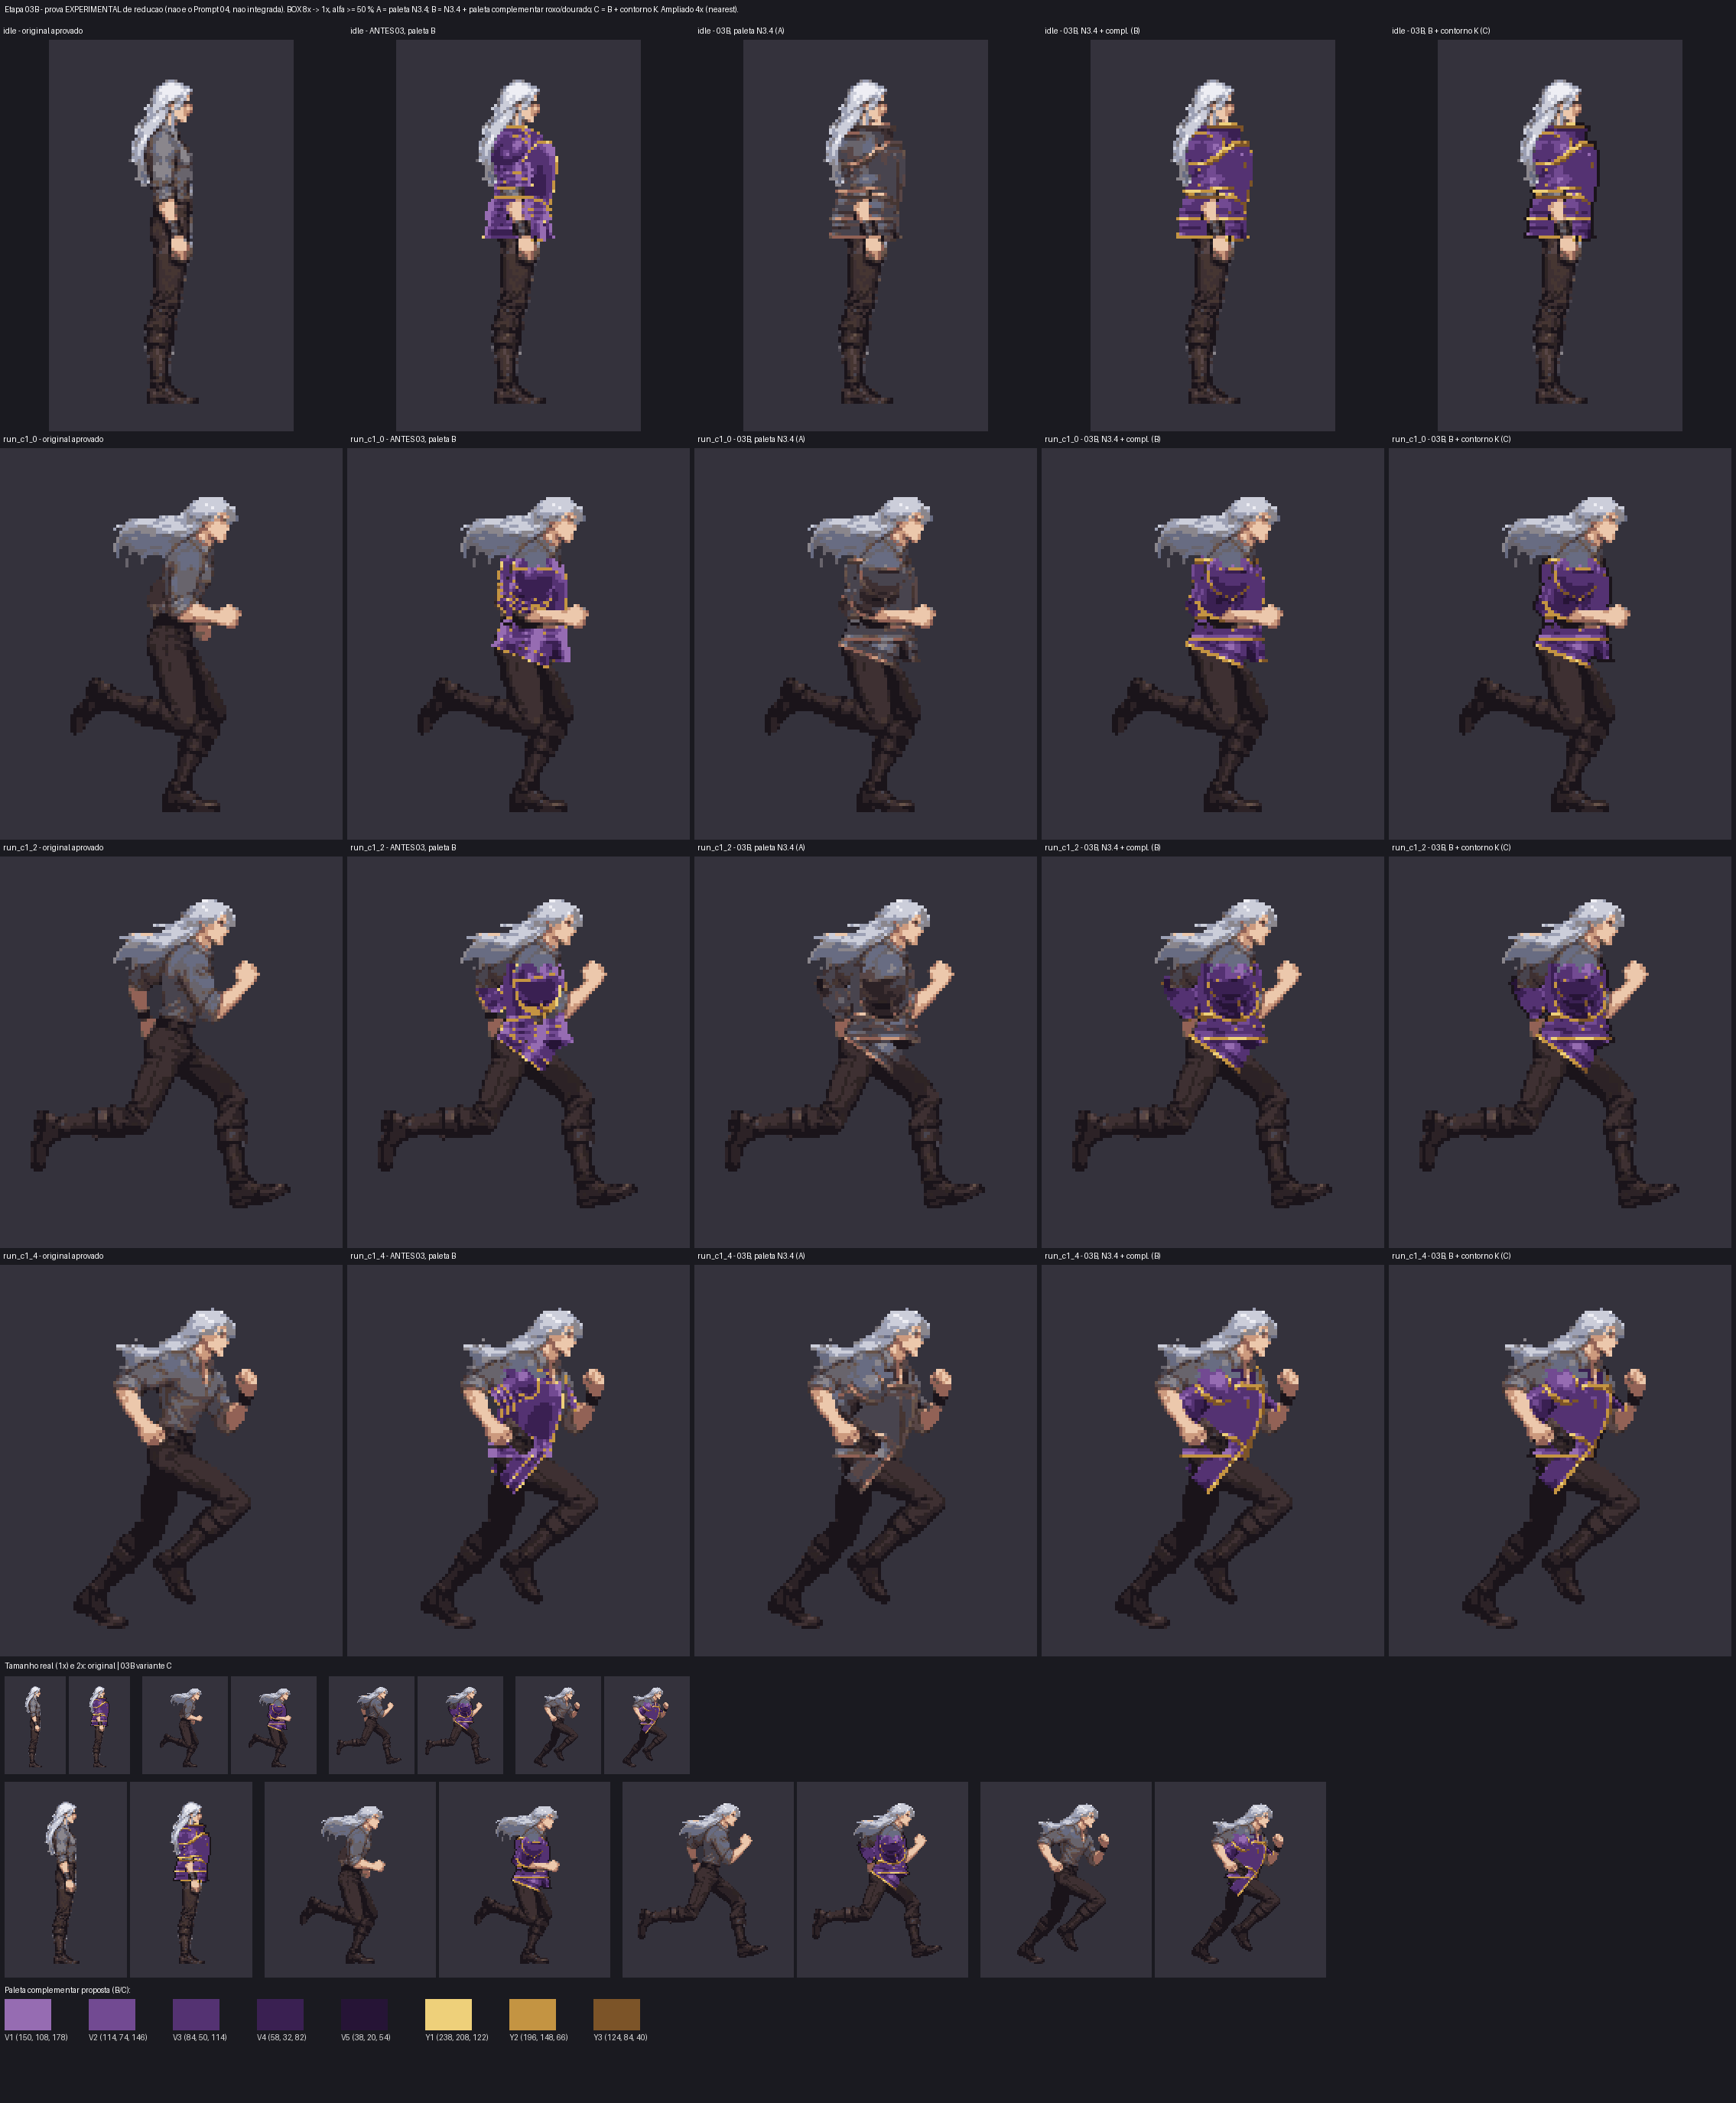 Etapa 03B - prova EXPERIMENTAL de reducao (nao e o Prompt 04, nao integrada). BOX 8x -> 1x, alfa >= 50 %; A = paleta N3.4; B = N3.4 + paleta complementar roxo/dourado; C = B + contorno K. Ampliado 4x (nearest).
idle - original aprovado
idle - ANTES 03, paleta B
idle - 03B, paleta N3.4 (A)
idle - 03B, N3.4 + compl. (B)
idle - 03B, B + contorno K (C)
run_c1_0 - original aprovado
run_c1_0 - ANTES 03, paleta B
run_c1_0 - 03B, paleta N3.4 (A)
run_c1_0 - 03B, N3.4 + compl. (B)
run_c1_0 - 03B, B + contorno K (C)
run_c1_2 - original aprovado
run_c1_2 - ANTES 03, paleta B
run_c1_2 - 03B, paleta N3.4 (A)
run_c1_2 - 03B, N3.4 + compl. (B)
run_c1_2 - 03B, B + contorno K (C)
run_c1_4 - original aprovado
run_c1_4 - ANTES 03, paleta B
run_c1_4 - 03B, paleta N3.4 (A)
run_c1_4 - 03B, N3.4 + compl. (B)
run_c1_4 - 03B, B + contorno K (C)
Tamanho real (1x) e 2x: original | 03B variante C
Paleta complementar proposta (B/C):
V1 (150, 108, 178)
V2 (114, 74, 146)
V3 (84, 50, 114)
V4 (58, 32, 82)
V5 (38, 20, 54)
Y1 (238, 208, 122)
Y2 (196, 148, 66)
Y3 (124, 84, 40)